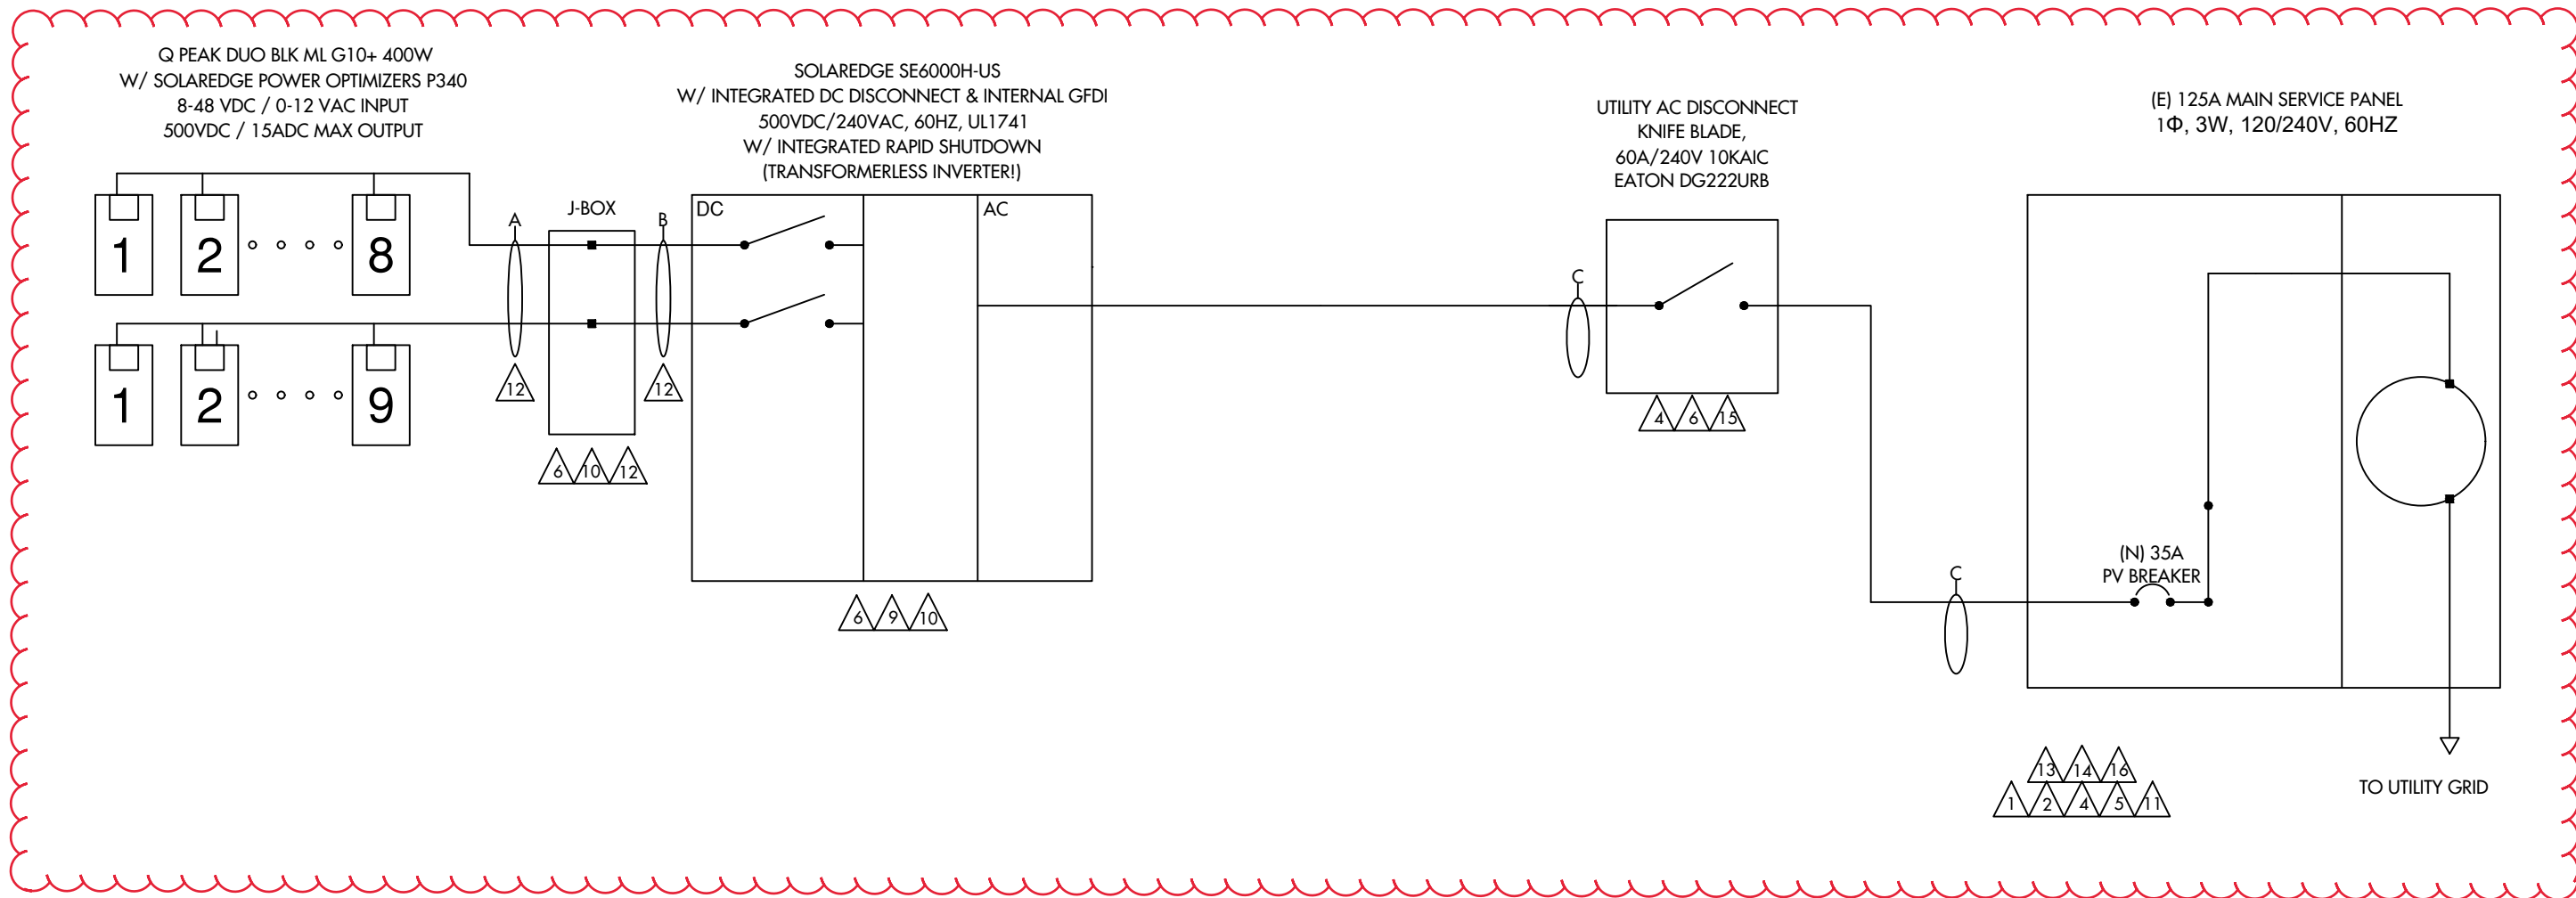 Q PEAK DUO BLK ML G10+ 400W
W/ SOLAREDGE POWER OPTIMIZERS P340
8-48 VDC / 0-12 VAC INPUT
500VDC / 15ADC MAX OUTPUT
SOLAREDGE SE6000H-US
W/ INTEGRATED DC DISCONNECT & INTERNAL GFDI
500VDC/240VAC, 60HZ, UL1741
W/ INTEGRATED RAPID SHUTDOWN
(TRANSFORMERLESS INVERTER!)
UTILITY AC DISCONNECT
KNIFE BLADE,
60A/240V 10KAIC
EATON DG222URB
(E) 125A MAIN SERVICE PANEL
1Φ, 3W, 120/240V, 60HZ
1 2 8
A
J-BOX
B
DC
AC
C
1 2 9
12
12
6 10 12
6 9 10
4 6 15
C
(N) 35A
PV BREAKER
13 14 16
1 2 4 5 11
TO UTILITY GRID